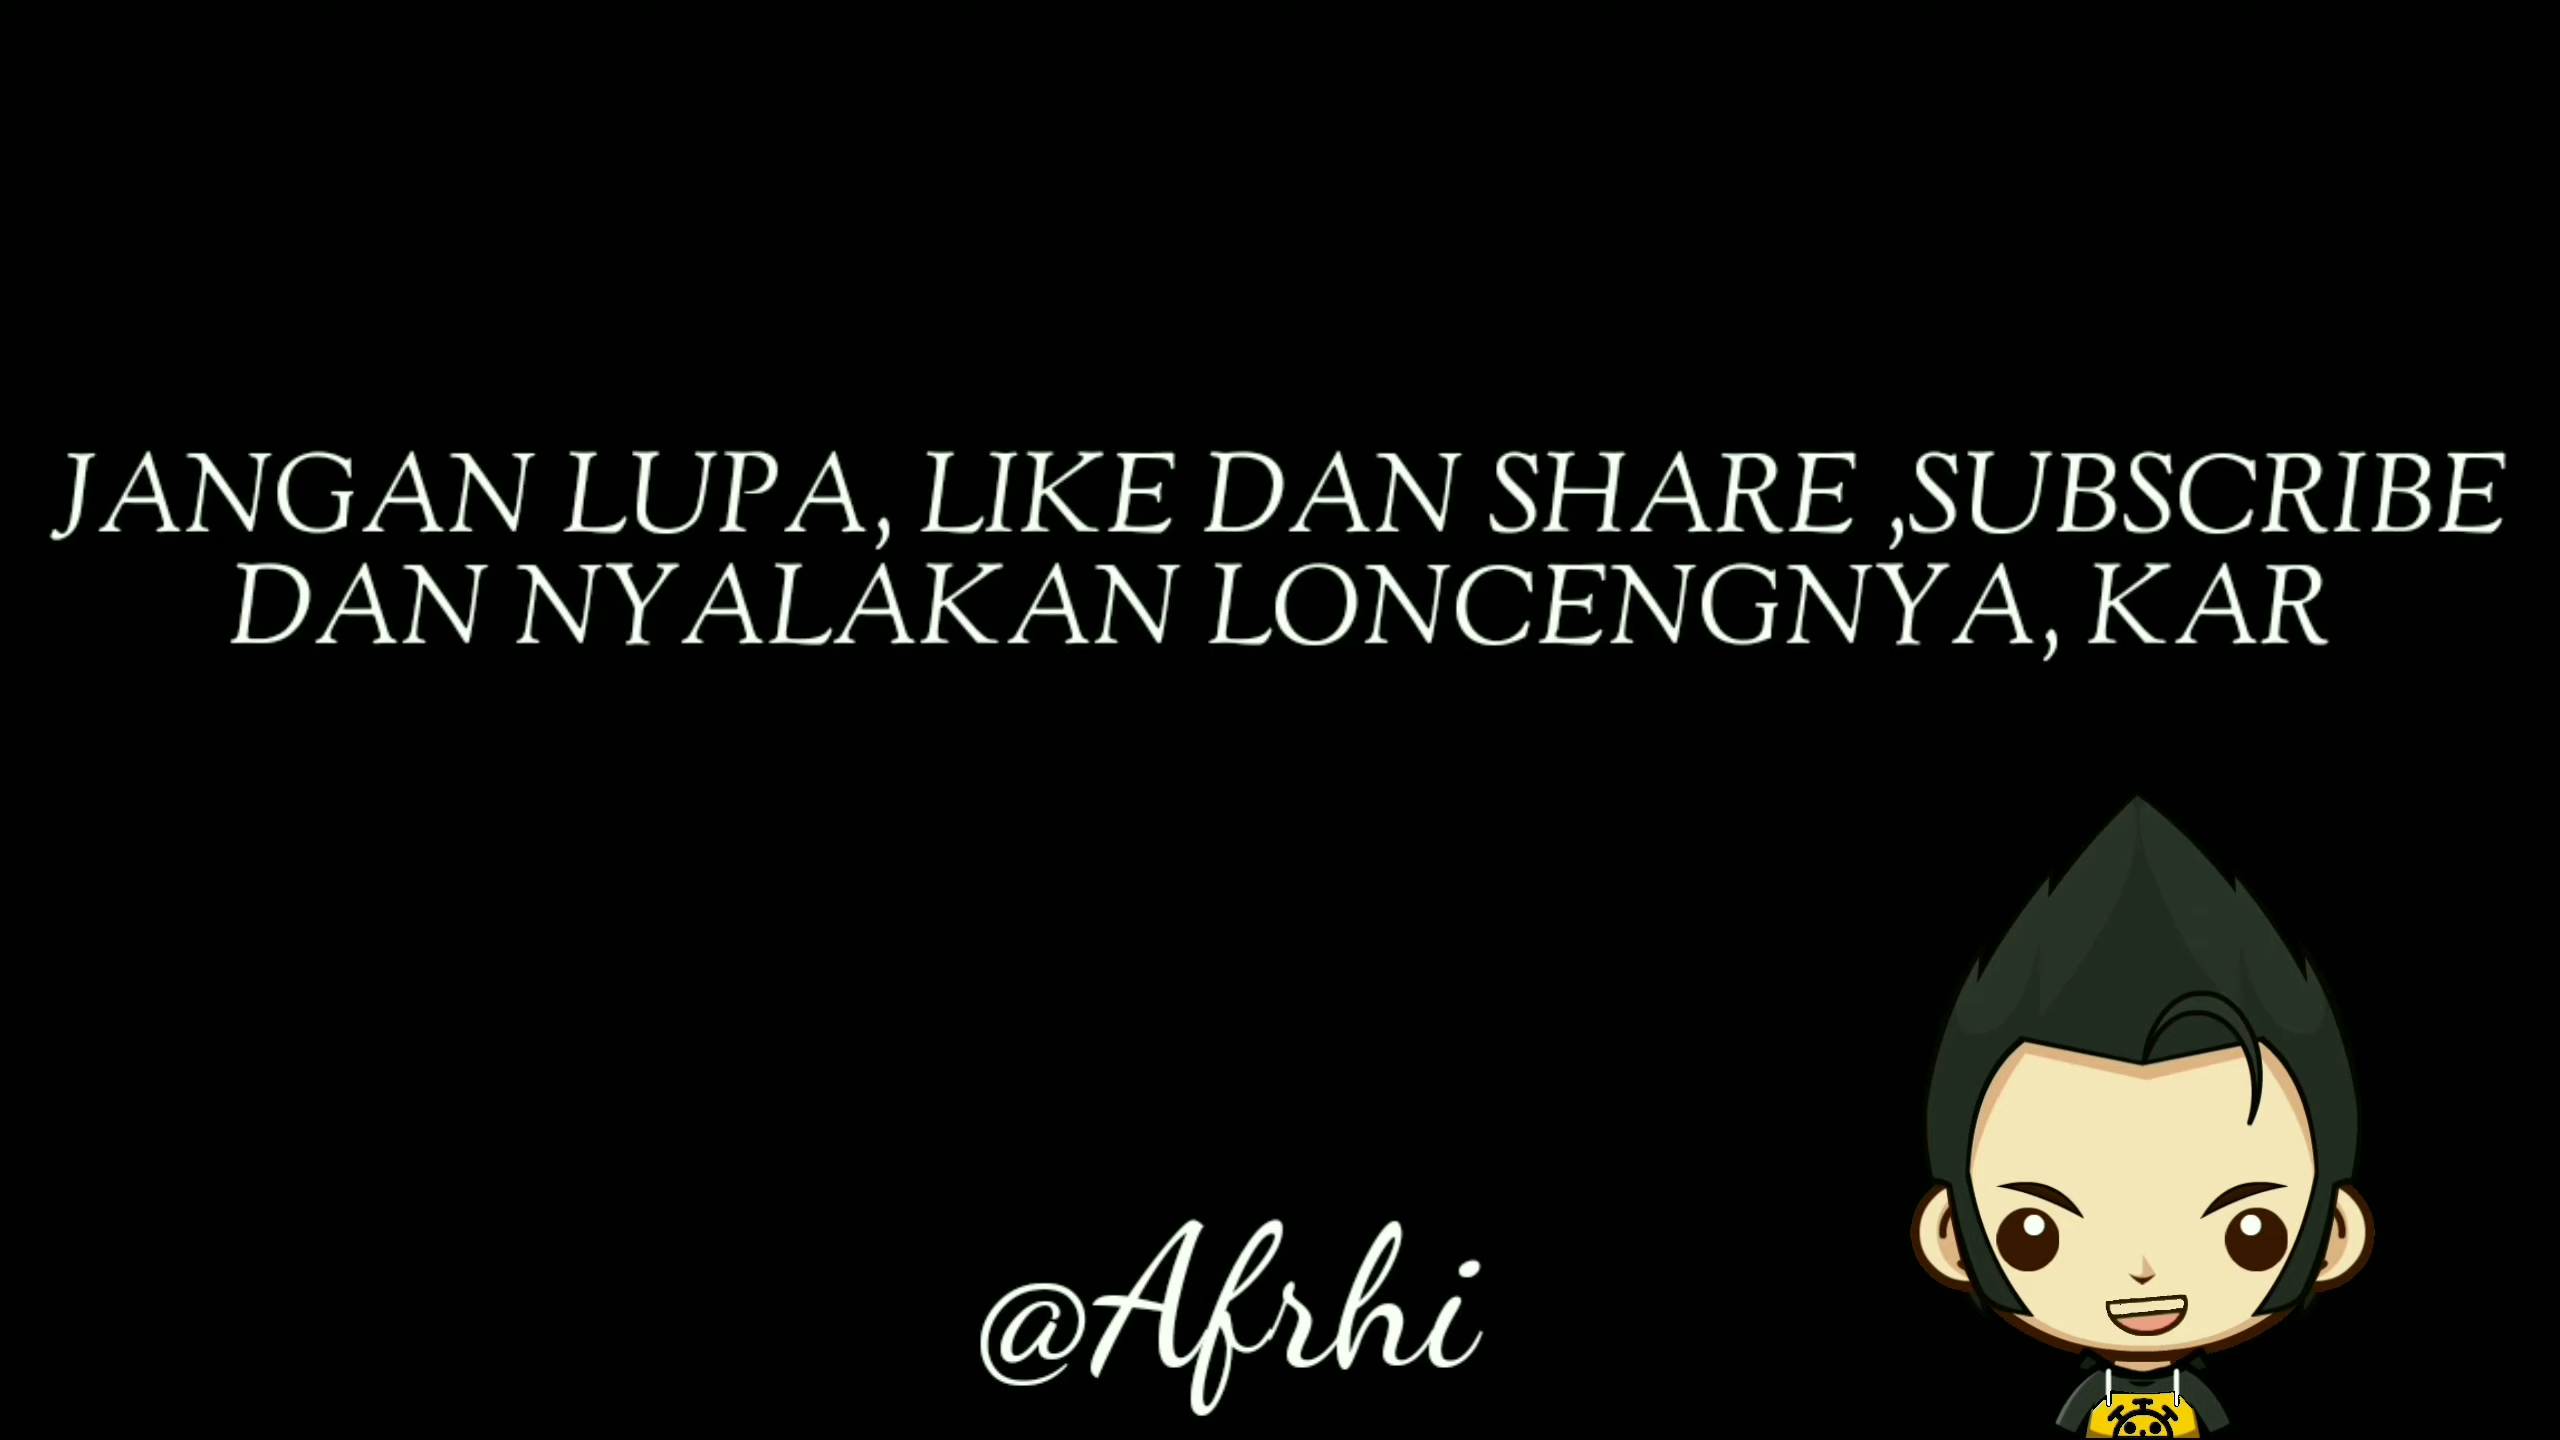 JANGAN LUPA, LIKE DAN SHARE ,SUBSCRIBE
DAN NYALAKAN LONCENGNYA, KAR
@Afrhi